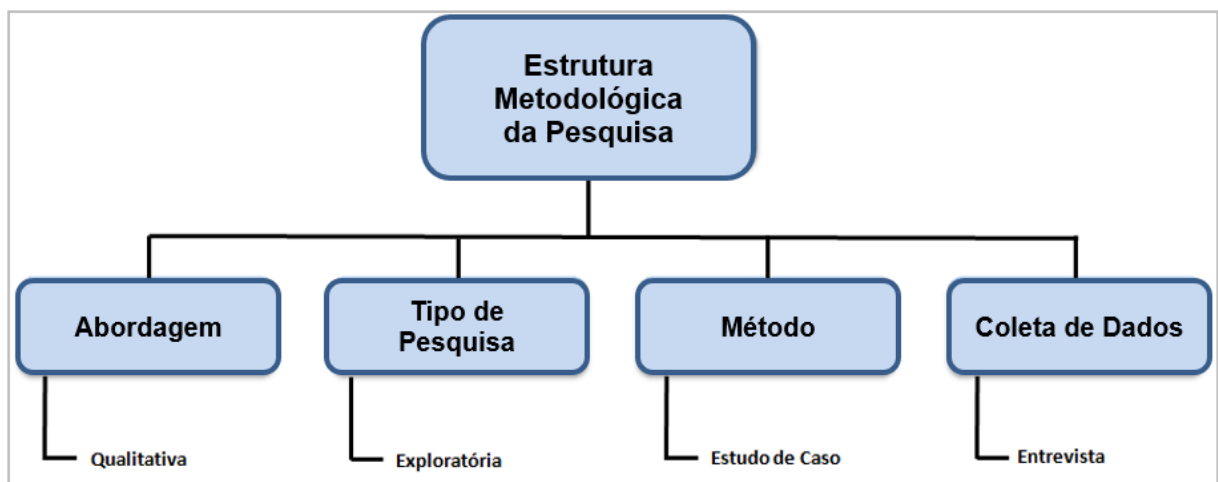 Estrutura
Metodológica
da Pesquisa
Abordagem
Tipo de
Pesquisa
Método
Coleta de Dados
Qualitativa
Exploratória
Estudo de Caso
Entrevista